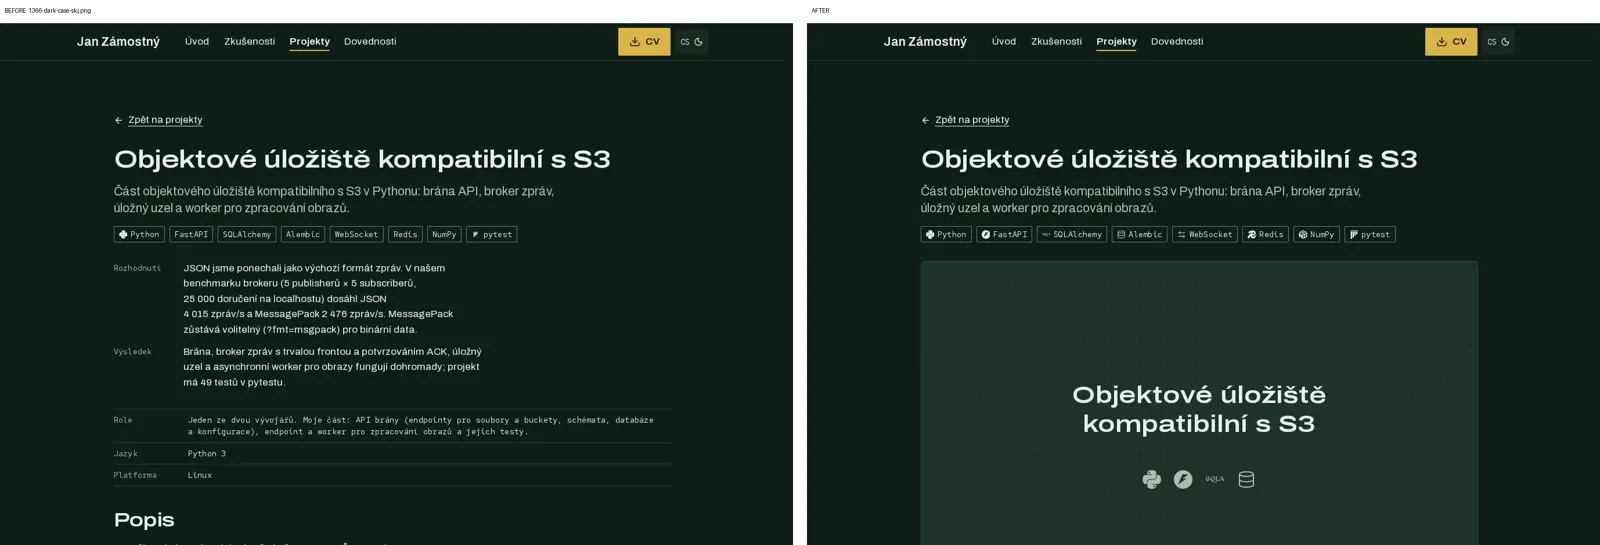 BEFORE 1366-dark-case-skj.png
Jan Zámostný Úvod Zkušenosti Projekty Dovednosti CV CS
Zpět na projekty
Objektové úložiště kompatibilní s S3
Část objektového úložiště kompatibilního s S3 v Pythonu: brána API, broker zpráv,
úložný uzel a worker pro zpracování obrazů.
Python FastAPI SQLAlchemy Alembic WebSocket Redis NumPy pytest
Rozhodnutí JSON jsme ponechali jako výchozí formát zpráv. V našem
benchmarku brokeru (5 publisherů × 5 subscriberů,
25 000 doručení na localhostu) dosáhl JSON
4 015 zpráv/s a MessagePack 2 476 zpráv/s. MessagePack
zůstává volitelný (?fmt=msgpack) pro binární data.
Výsledek Brána, broker zpráv s trvalou frontou a potvrzováním ACK, úložný
uzel a asynchronní worker pro obrazy fungují dohromady; projekt
má 49 testů v pytestu.
Role Jeden ze dvou vývojářů. Moje část: API brány (endpointy pro soubory a buckety, schémata, databáze
a konfigurace), endpoint a worker pro zpracování obrazů a jejich testy.
Jazyk Python 3
Platforma Linux
Popis
AFTER
Jan Zámostný Úvod Zkušenosti Projekty Dovednosti CV CS
Zpět na projekty
Objektové úložiště kompatibilní s S3
Část objektového úložiště kompatibilního s S3 v Pythonu: brána API, broker zpráv,
úložný uzel a worker pro zpracování obrazů.
Python FastAPI SQLAlchemy Alembic WebSocket Redis NumPy pytest
Objektové úložiště
kompatibilní s S3
SQLA